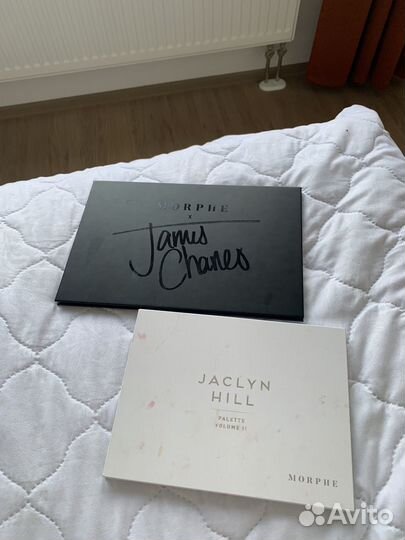 MORPHE
X
James
Charles
JACLYN
HILL
PALETTE
VOLUME II
MORPHE
Avito